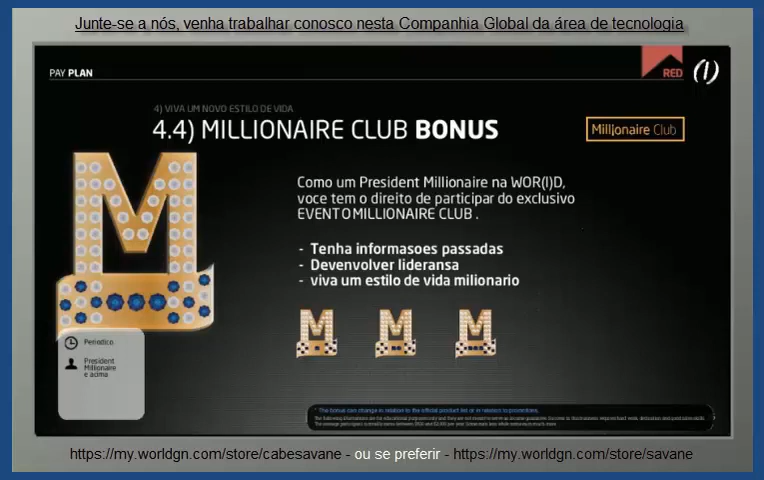 Junte-se a nós, venha trabalhar conosco nesta Companhia Global da área de tecnologia
PAY PLAN
RED
(I)
4) VIVA UM NOVO ESTILO DE VIDA
4.4) MILLIONAIRE CLUB BONUS
Millionaire Club
Como um President Millionaire na WOR(I)D,
voce tem o direito de participar do exclusivo
EVENTO MILLIONAIRE CLUB .
- Tenha informasoes passadas
- Devenvolver lideransa
- viva um estilo de vida milionario
Periodico
President
Millionaire
e acima
* The bonus can change in relation to the official product list or in relation to promotions.
https://my.worldgn.com/store/cabesavane - ou se preferir - https://my.worldgn.com/store/savane